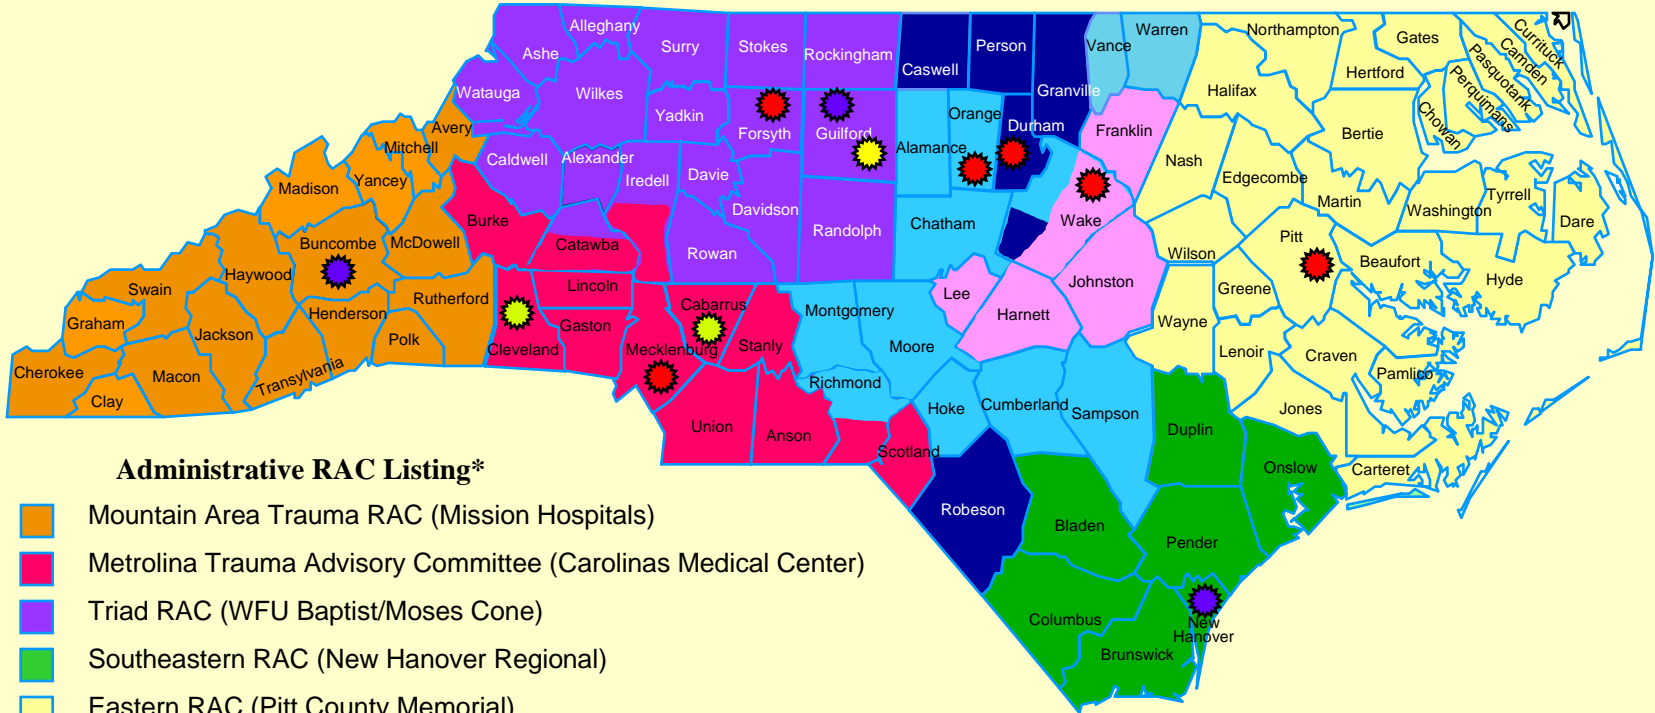 Alleghany
Ashe
Surry
Stokes
Rockingham
Caswell
Person
Granville
Vance
Warren
Northampton
Gates
Currituck
Camden
Pasquotank
Perquimans
Hertford
Halifax
Chowan
Bertie
Watauga
Wilkes
Yadkin
Forsyth
Guilford
Alamance
Orange
Durham
Franklin
Nash
Edgecombe
Martin
Washington
Tyrrell
Dare
Avery
Mitchell
Yancey
Madison
Caldwell
Alexander
Iredell
Davie
Davidson
Randolph
Chatham
Wake
Wilson
Pitt
Beaufort
Hyde
Burke
McDowell
Buncombe
Haywood
Swain
Graham
Cherokee
Clay
Macon
Jackson
Transylvania
Henderson
Polk
Rutherford
Catawba
Rowan
Lincoln
Gaston
Cleveland
Cabarrus
Mecklenburg
Stanly
Montgomery
Moore
Lee
Harnett
Johnston
Wayne
Greene
Lenoir
Craven
Pamlico
Jones
Carteret
Union
Anson
Richmond
Scotland
Hoke
Cumberland
Sampson
Duplin
Onslow
Robeson
Bladen
Pender
Columbus
Brunswick
New
Hanover
Administrative RAC Listing*
Mountain Area Trauma RAC (Mission Hospitals)
Metrolina Trauma Advisory Committee (Carolinas Medical Center)
Triad RAC (WFU Baptist/Moses Cone)
Southeastern RAC (New Hanover Regional)
Eastern RAC (Pitt County Memorial)